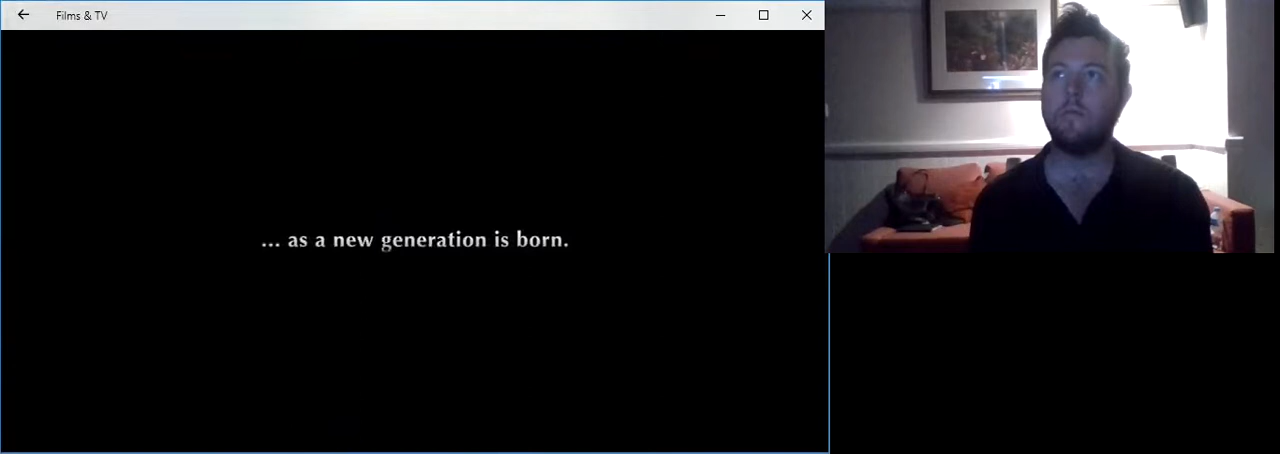 Films & TV
... as a new generation is born.